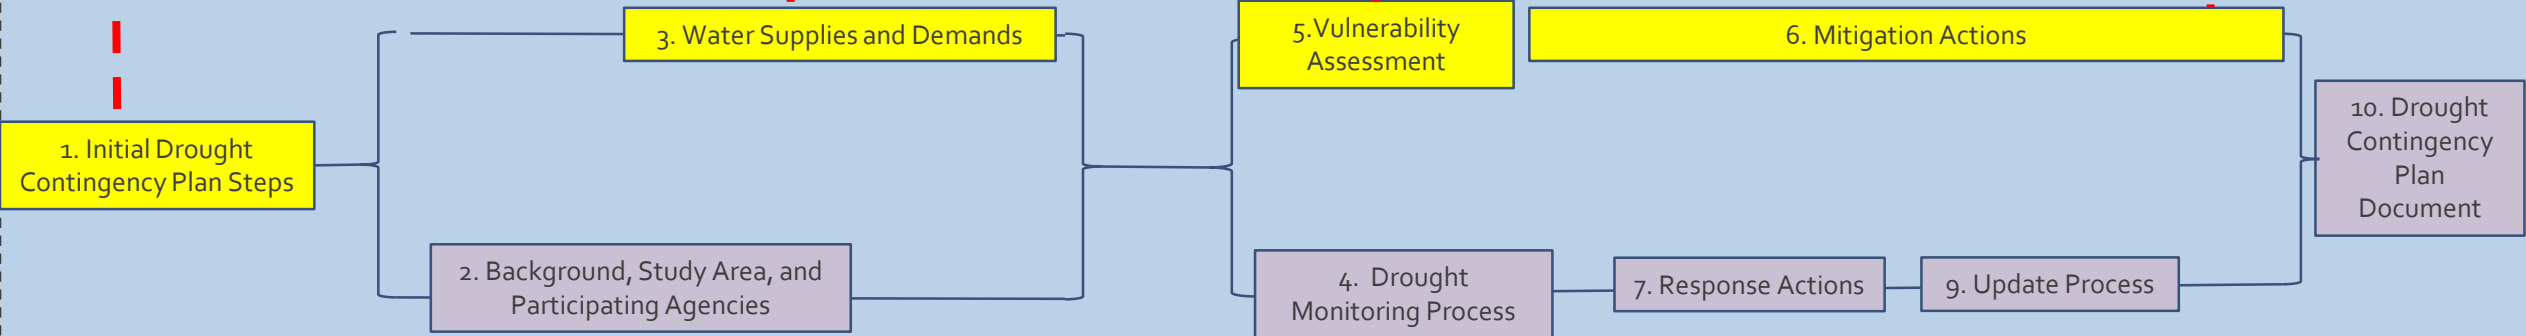 1. Initial Drought
Contingency Plan Steps
3. Water Supplies and Demands
2. Background, Study Area, and
Participating Agencies
5.Vulnerability
Assessment
6. Mitigation Actions
4. Drought
Monitoring Process
7. Response Actions
9. Update Process
10. Drought
Contingency
Plan
Document